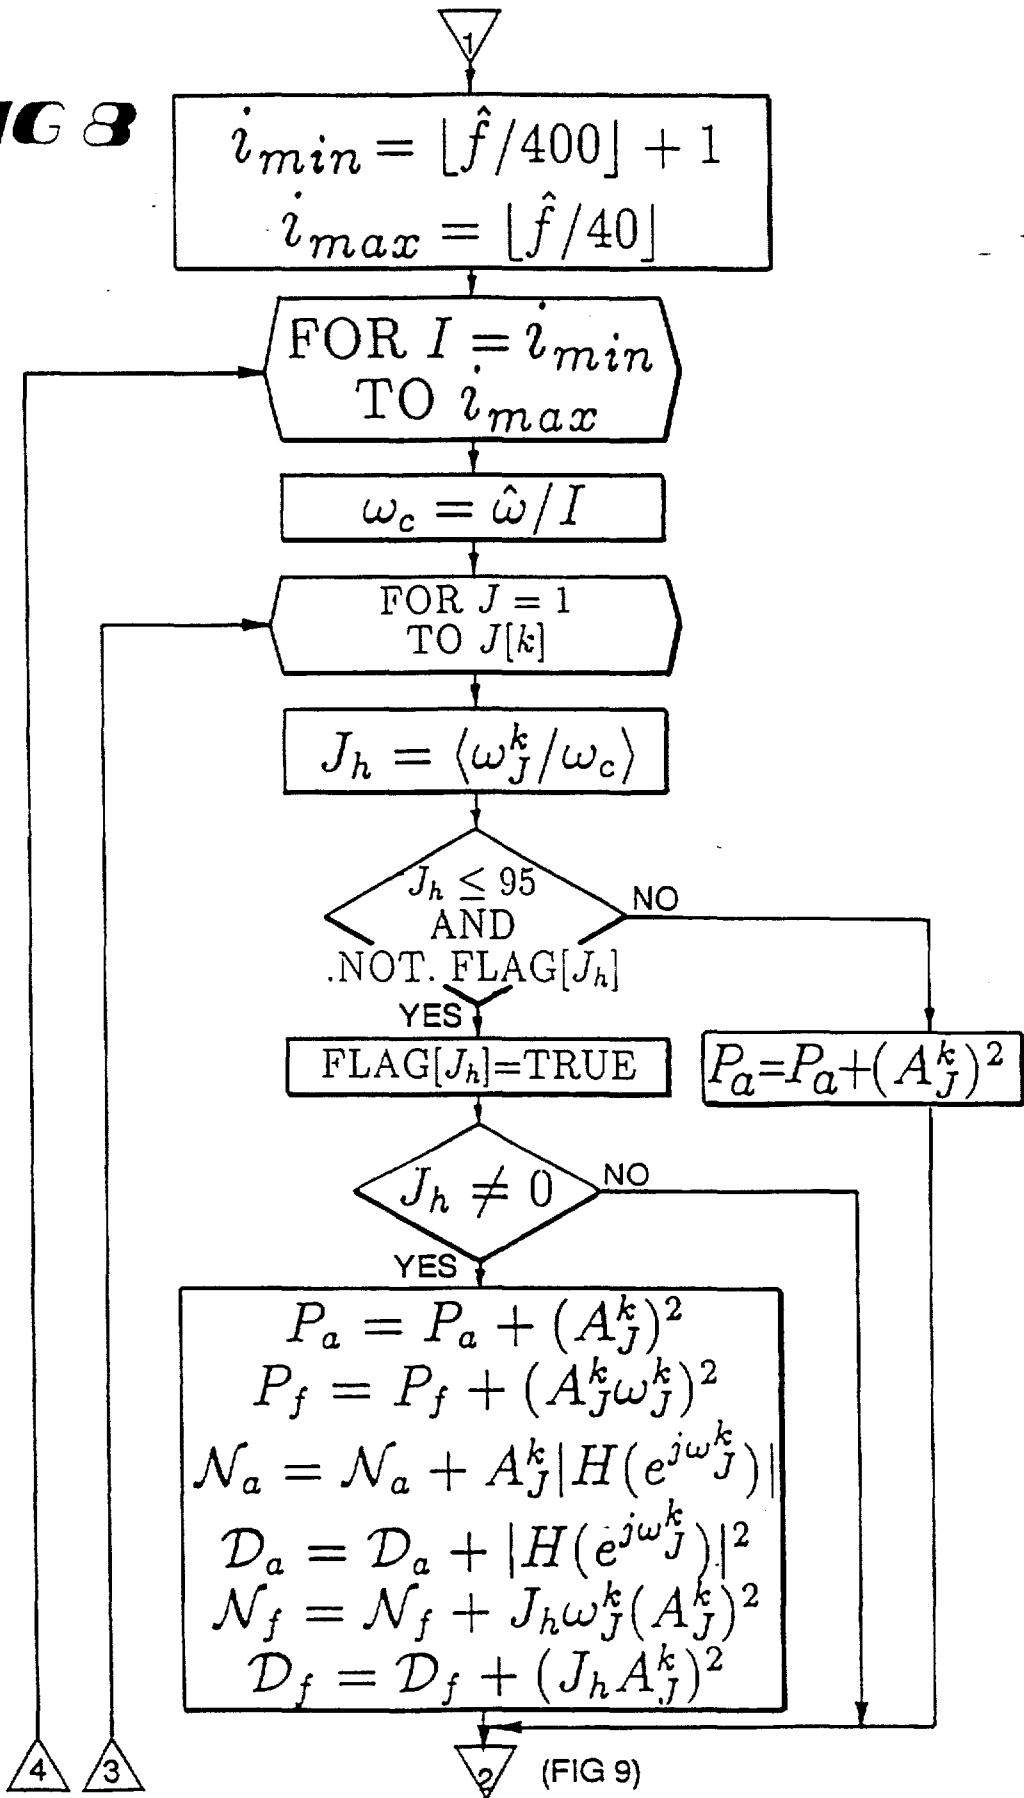 1
IG 8
i_min = ⌊f̂/400⌋ + 1
i_max = ⌊f̂/40⌋
FOR I = i_min
TO i_max
ω_c = ω̂/I
FOR J = 1
TO J[k]
J_h = ⟨ω_J^k/ω_c⟩
J_h ≤ 95
AND
.NOT. FLAG[J_h]
NO
YES
FLAG[J_h]=TRUE
P_a=P_a+(A_J^k)^2
J_h ≠ 0
NO
YES
P_a = P_a + (A_J^k)^2
P_f = P_f + (A_J^k ω_J^k)^2
𝒩_a = 𝒩_a + A_J^k|H(e^{jω_J^k})|
𝒟_a = 𝒟_a + |H(e^{jω_J^k})|^2
𝒩_f = 𝒩_f + J_h ω_J^k(A_J^k)^2
𝒟_f = 𝒟_f + (J_h A_J^k)^2
4
3
2
(FIG 9)